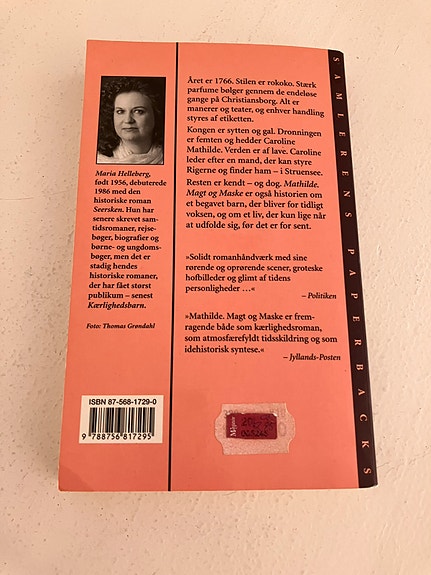 Maria Helleberg,
født 1956, debuterede
1986 med den
historiske roman
Seersken. Hun har
senere skrevet sam-
tidsromaner, rejse-
bøger, biografier og
børne- og ungdoms-
bøger, men det er
stadig hendes
historiske romaner,
der har fået størst
publikum – senest
Kærlighedsbarn.
Foto: Thomas Grøndahl
ISBN 87-568-1729-0
9 788756 817295
Året er 1766. Stilen er rokoko. Stærk
parfume bølger gennem de endeløse
gange på Christiansborg. Alt er
manerer og teater, og enhver handling
styres af etiketten.
Kongen er sytten og gal. Dronningen
er femten og hedder Caroline
Mathilde. Verden er af lave. Caroline
leder efter en mand, der kan styre
Rigerne og finder ham – i Struensee.
Resten er kendt – og dog. Mathilde.
Magt og Maske er også historien om
et begavet barn, der bliver for tidligt
voksen, og om et liv, der kun lige når
at udfolde sig, før det er for sent.
»Solidt romanhåndværk med sine
rørende og oprørende scener, groteske
hofbilleder og glimt af tidens
personligheder …«
– Politiken
»Mathilde. Magt og Maske er frem-
ragende både som kærlighedsroman,
som atmosfærefyldt tidsskildring og som
idehistorisk syntese.«
– Jyllands-Posten
SAMLERENS PAPERBACKS